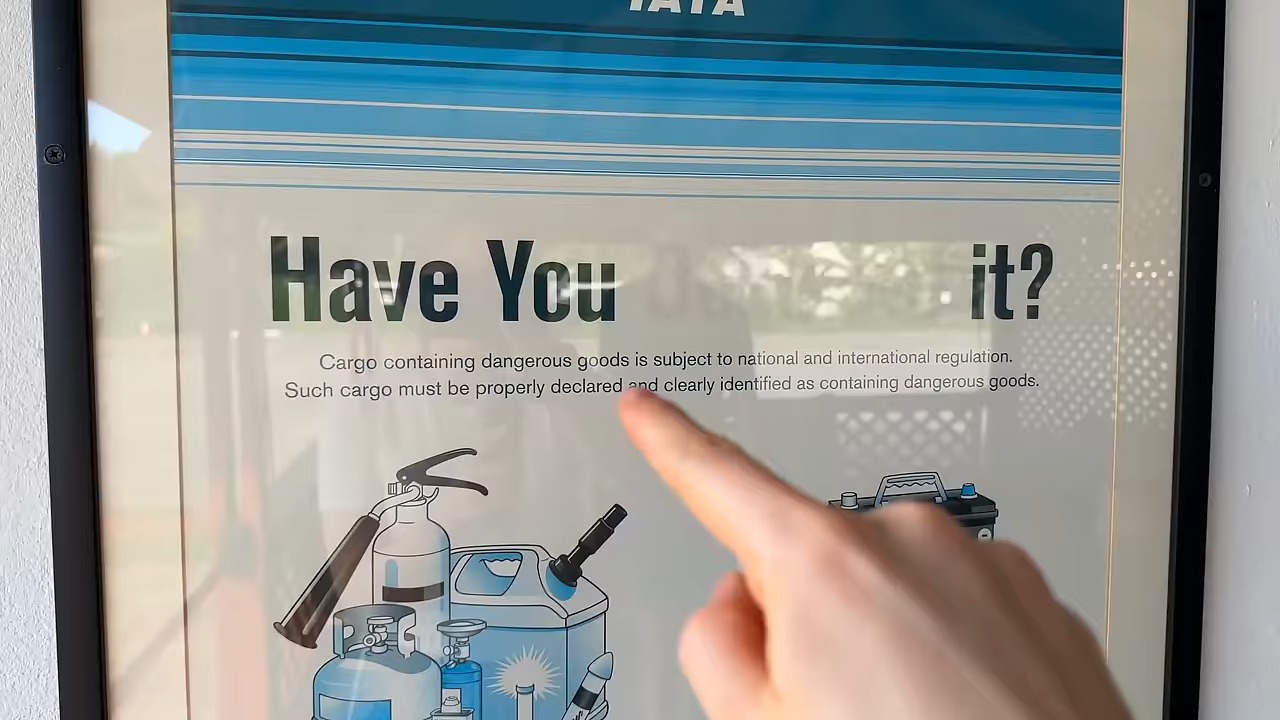 IATA
Have You it?
Cargo containing dangerous goods is subject to national and international regulation.
Such cargo must be properly declared and clearly identified as containing dangerous goods.